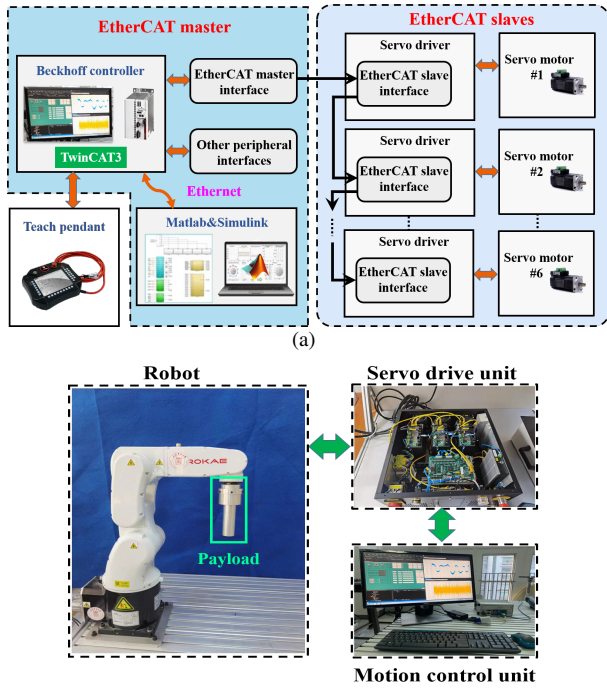 EtherCAT master
EtherCAT slaves
Beckhoff controller
TwinCAT3
EtherCAT master
interface
Other peripheral
interfaces
Ethernet
Teach pendant
Matlab&Simulink
Servo driver
EtherCAT slave
interface
Servo motor
#1
Servo driver
EtherCAT slave
interface
Servo motor
#2
Servo driver
EtherCAT slave
interface
Servo motor
#6
(a)
Robot
Servo drive unit
ROKAE
Payload
Motion control unit